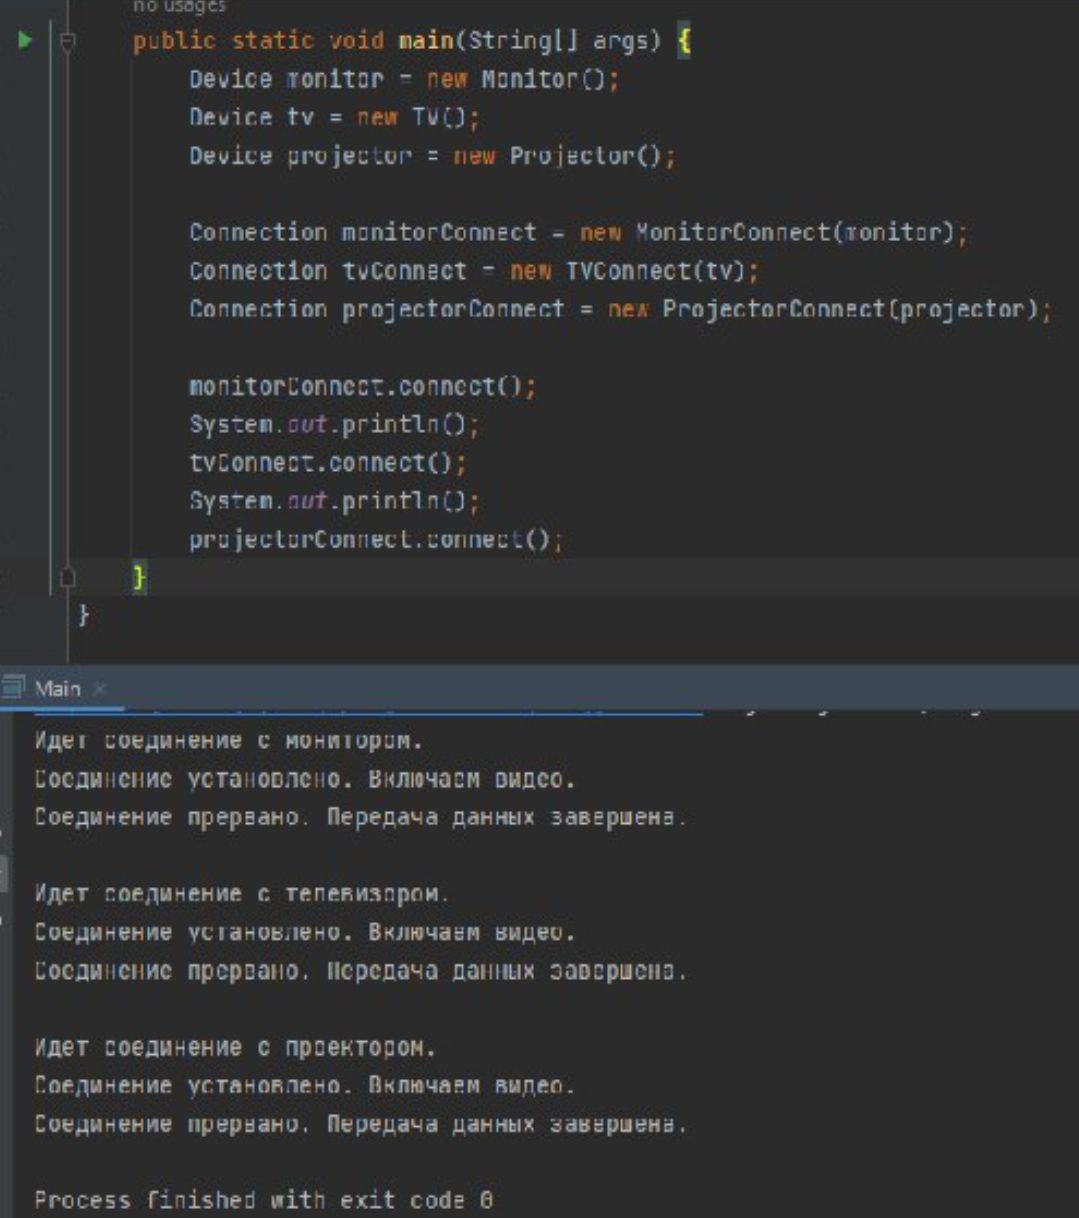 no usages
public static void main(String[] args) {
Device monitor = new Monitor();
Device tv = new TV();
Device projector = new Projector();
Connection monitorConnect = new MonitorConnect(monitor);
Connection tvConnect = new TVConnect(tv);
Connection projectorConnect = new ProjectorConnect(projector);
monitorConnect.connect();
System.out.println();
tvConnect.connect();
System.out.println();
projectorConnect.connect();
}
}
Main
Идет соединение с монитором.
Соединение установлено. Включаем видео.
Соединение прервано. Передача данных завершена.
Идет соединение с телевизором.
Соединение установлено. Включаем видео.
Соединение прервано. Передача данных завершена.
Идет соединение с проектором.
Соединение установлено. Включаем видео.
Соединение прервано. Передача данных завершена.
Process finished with exit code 0